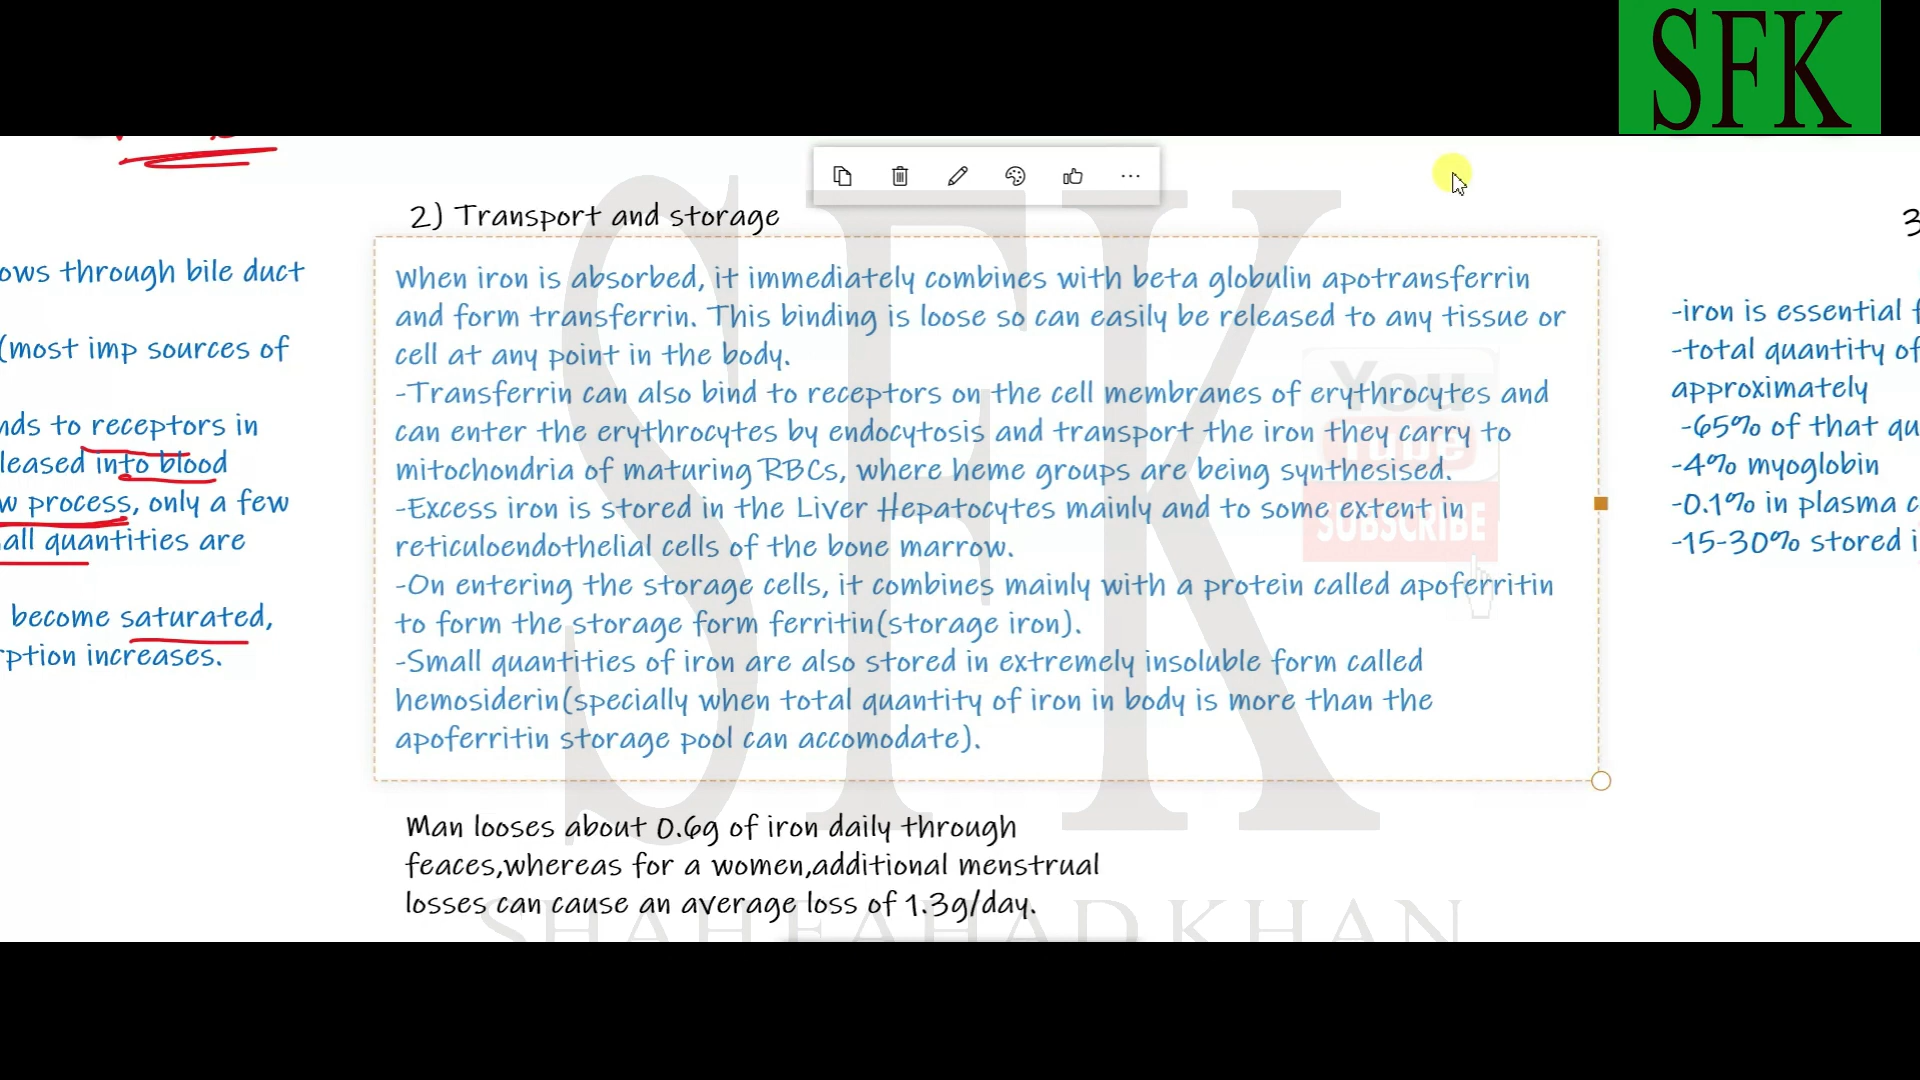 SFK
2) Transport and storage
3
ows through bile duct
(most imp sources of
nds to receptors in
leased into blood
w process, only a few
all quantities are
become saturated,
rption increases.
When iron is absorbed, it immediately combines with beta globulin apotransferrin
and form transferrin. This binding is loose so can easily be released to any tissue or
cell at any point in the body.
-Transferrin can also bind to receptors on the cell membranes of erythrocytes and
can enter the erythrocytes by endocytosis and transport the iron they carry to
mitochondria of maturing RBCs, where heme groups are being synthesised.
-Excess iron is stored in the Liver Hepatocytes mainly and to some extent in
reticuloendothelial cells of the bone marrow.
-On entering the storage cells, it combines mainly with a protein called apoferritin
to form the storage form ferritin(storage iron).
-Small quantities of iron are also stored in extremely insoluble form called
hemosiderin(specially when total quantity of iron in body is more than the
apoferritin storage pool can accomodate).
Man looses about 0.6g of iron daily through
feaces,whereas for a women,additional menstrual
losses can cause an average loss of 1.3g/day.
-iron is essential f
-total quantity of
approximately
-65% of that qu
-4% myoglobin
-0.1% in plasma c
-15-30% stored i
SFK
SHAHFAHAD KHAN
You
Tube
SUBSCRIBE